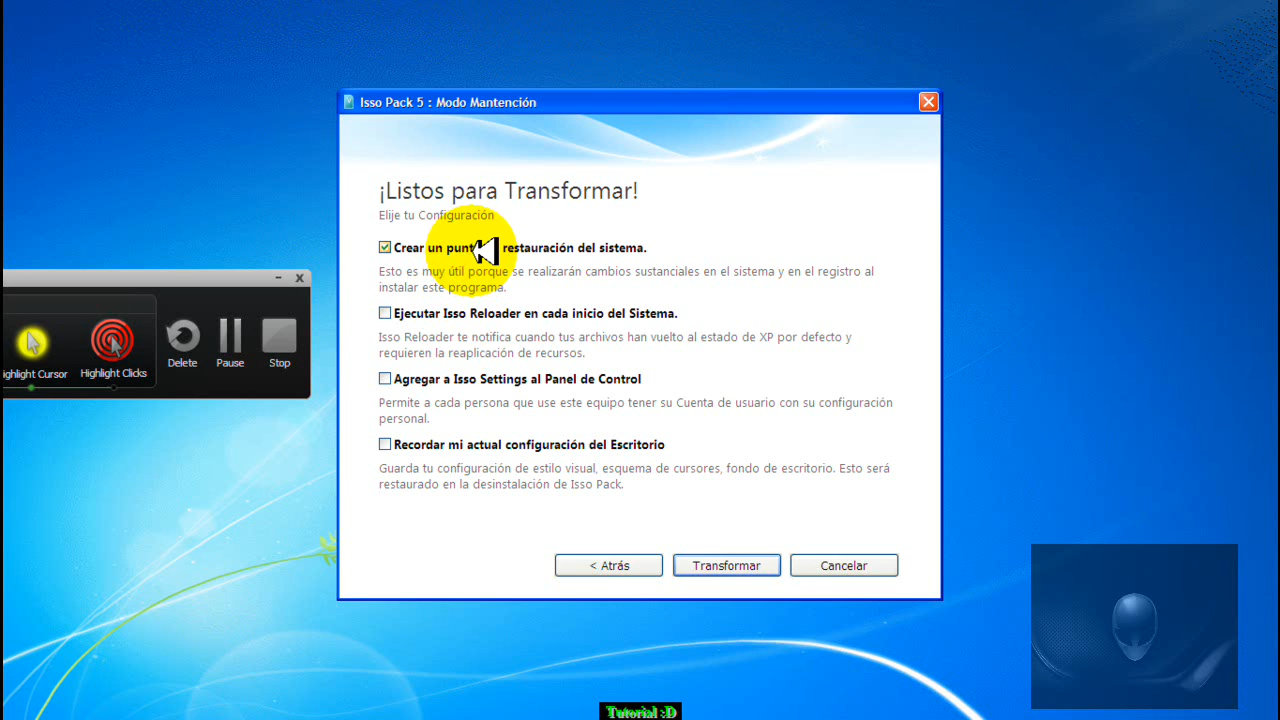 Isso Pack 5 : Modo Mantención
¡Listos para Transformar!
Elije tu Configuración
Crear un punt restauración del sistema.
Esto es muy útil porque se realizarán cambios sustanciales en el sistema y en el registro al
instalar este programa.
Ejecutar Isso Reloader en cada inicio del Sistema.
Isso Reloader te notifica cuando tus archivos han vuelto al estado de XP por defecto y
requieren la reaplicación de recursos.
Agregar a Isso Settings al Panel de Control
Permite a cada persona que use este equipo tener su Cuenta de usuario con su configuración
personal.
Recordar mi actual configuración del Escritorio
Guarda tu configuración de estilo visual, esquema de cursores, fondo de escritorio. Esto será
restaurado en la desinstalación de Isso Pack.
< Atrás
Transformar
Cancelar
ighlight Cursor
Highlight Clicks
Delete
Pause
Stop
Tutorial :D